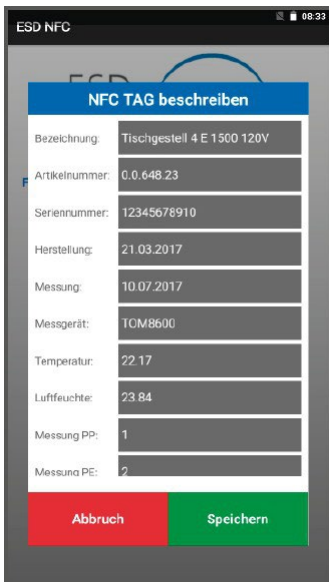 ESD NFC
08:33
ESD
F
NFC TAG beschreiben
Bezeichnung: Tischgestell 4 E 1500 120V
Artikelnummer: 0.0.648.23
Seriennummer: 12345678910
Herstellung: 21.03.2017
Messung: 10.07.2017
Messgerät: TOM8600
Temperatur: 22.17
Luftfeuchte: 23.84
Messung PP: 1
Messung PE: 2
Abbruch Speichern